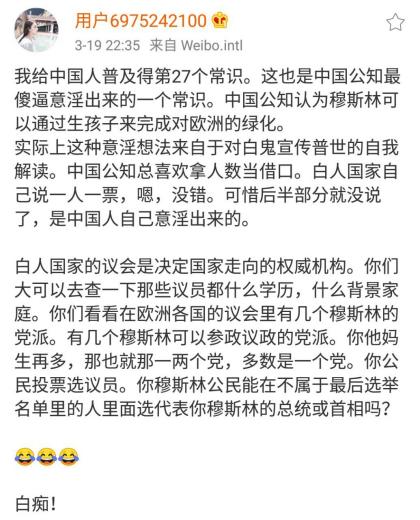 用户6975242100
3-19 22:35 来自 Weibo.intl
我给中国人普及得第27个常识。这也是中国公知最
傻逼意淫出来的一个常识。中国公知认为穆斯林可
以通过生孩子来完成对欧洲的绿化。
实际上这种意淫想法来自于对白鬼宣传普世的自我
解读。中国公知总喜欢拿人数当借口。白人国家自
己说一人一票，嗯，没错。可惜后半部分就没说
了，是中国人自己意淫出来的。
白人国家的议会是决定国家走向的权威机构。你们
大可以去查一下那些议员都什么学历，什么背景家
庭。你们看看在欧洲各国的议会里有几个穆斯林的
党派。有几个穆斯林可以参政议政的党派。你他妈
生再多，那也就那一两个党，多数是一个党。你公
民投票选议员。你穆斯林公民能在不属于最后选举
名单里的人里面选代表你穆斯林的总统或首相吗？
😂😂😂
白痴！